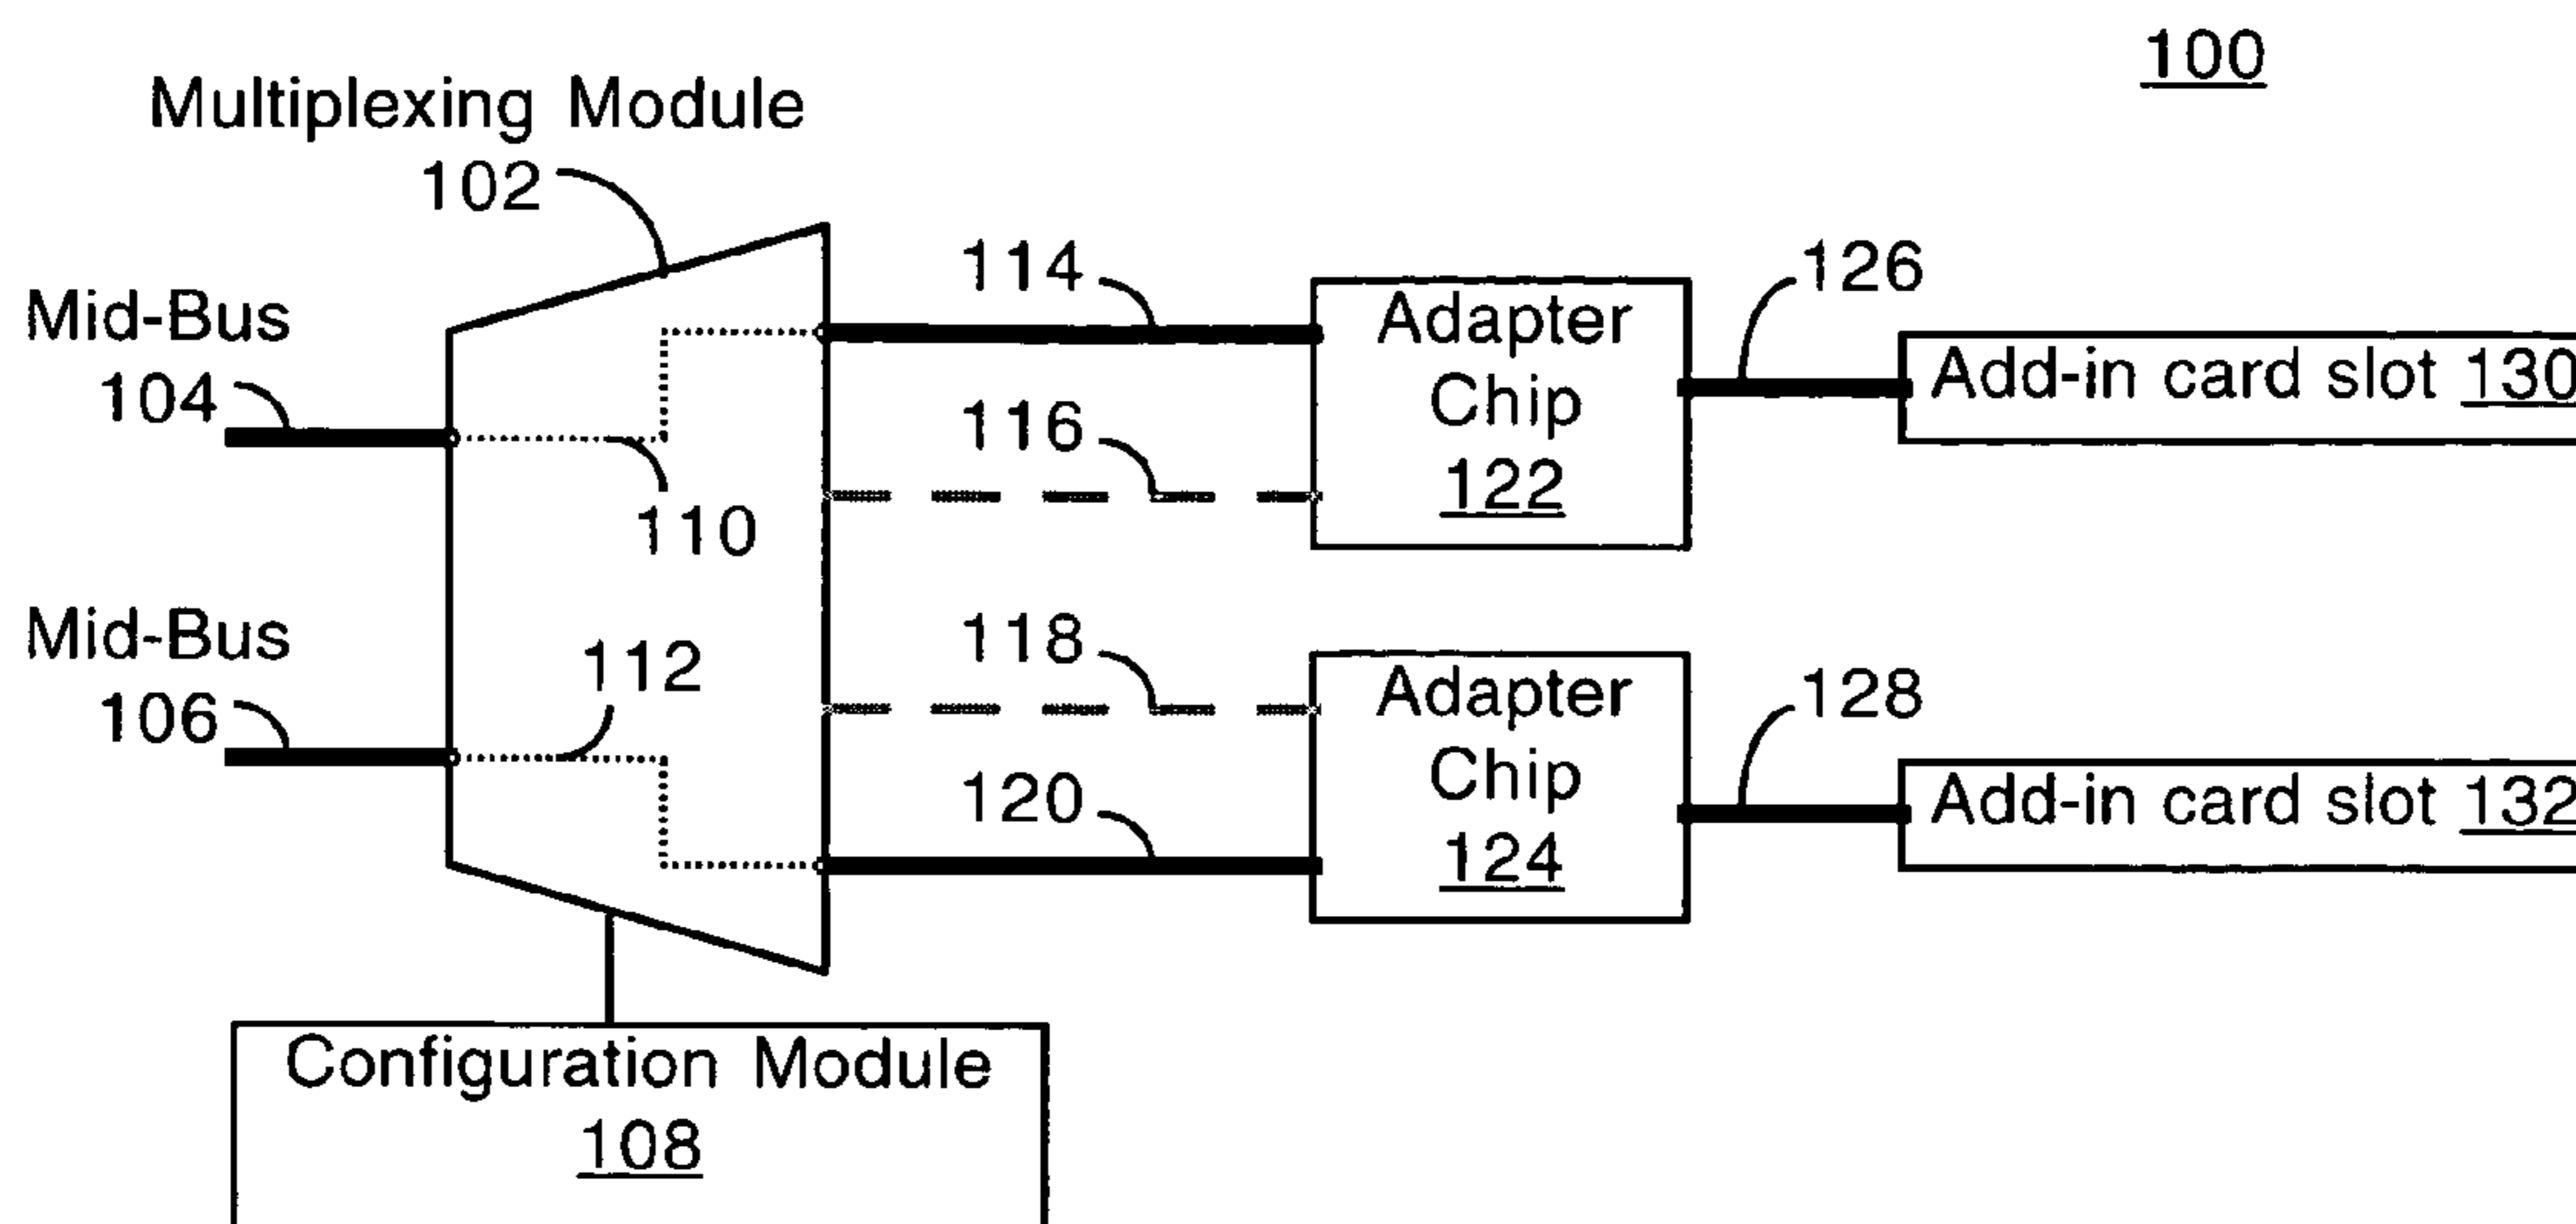 100
Multiplexing Module
102
Mid-Bus
104
Mid-Bus
106
110
112
114
116
118
120
Adapter
Chip
122
Adapter
Chip
124
126
128
Add-in card slot 130
Add-in card slot 132
Configuration Module
108